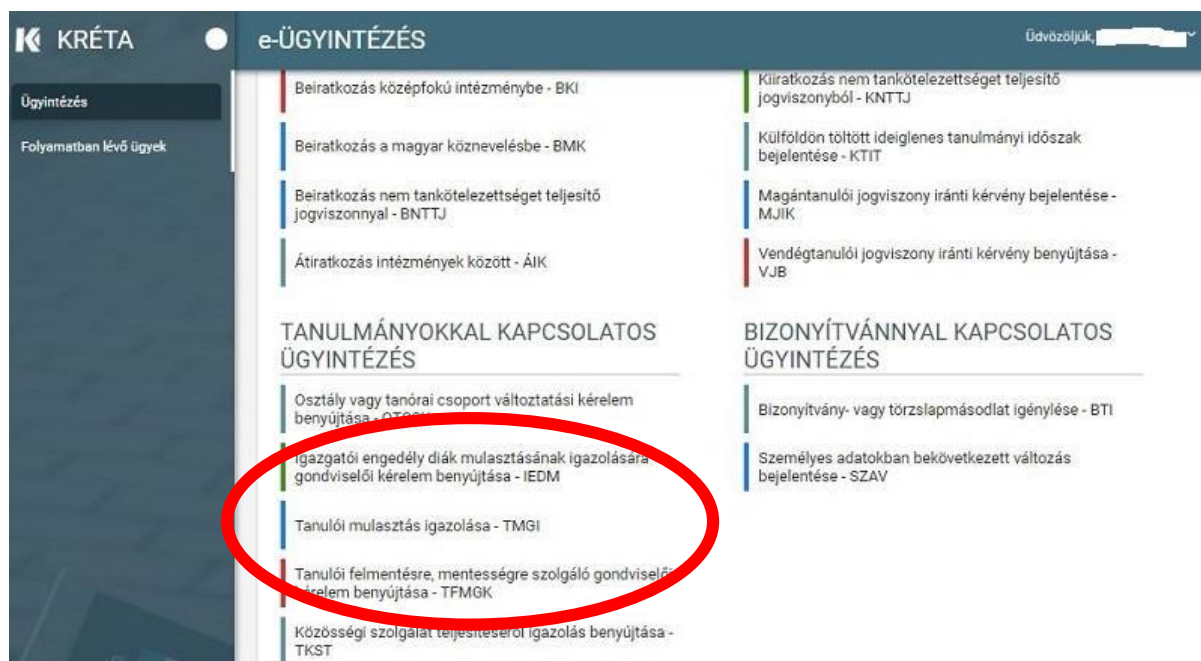 KRÉTA
e-ÜGYINTÉZÉS
Üdvözöljük,
Ügyintézés
Folyamatban lévő ügyek
Beiratkozás középfokú intézménybe - BKI
Beiratkozás a magyar köznevelésbe - BMK
Beiratkozás nem tankötelezettséget teljesítő
jogviszonnyal - BNTTJ
Átiratkozás intézmények között - ÁIK
Kiiratkozás nem tankötelezettséget teljesítő
jogviszonyból - KNTTJ
Külföldön töltött ideiglenes tanulmányi időszak
bejelentése - KTIT
Magántanulói jogviszony iránti kérvény bejelentése -
MJIK
Vendégtanulói jogviszony iránti kérvény benyújtása -
VJB
TANULMÁNYOKKAL KAPCSOLATOS
ÜGYINTÉZÉS
Osztály vagy tanórai csoport változtatási kérelem
benyújtása -
Igazgatói engedély diák mulasztásának igazolására
gondviselői kérelem benyújtása - IEDM
Tanulói mulasztás igazolása - TMGI
Tanulói felmentésre, mentességre szolgáló gondviselői
kérelem benyújtása - TFMGK
Közösségi szolgálat teljesítéséről igazolás benyújtása -
TKST
BIZONYÍTVÁNNYAL KAPCSOLATOS
ÜGYINTÉZÉS
Bizonyítvány- vagy törzslapmásodlat igénylése - BTI
Személyes adatokban bekövetkezett változás
bejelentése - SZAV